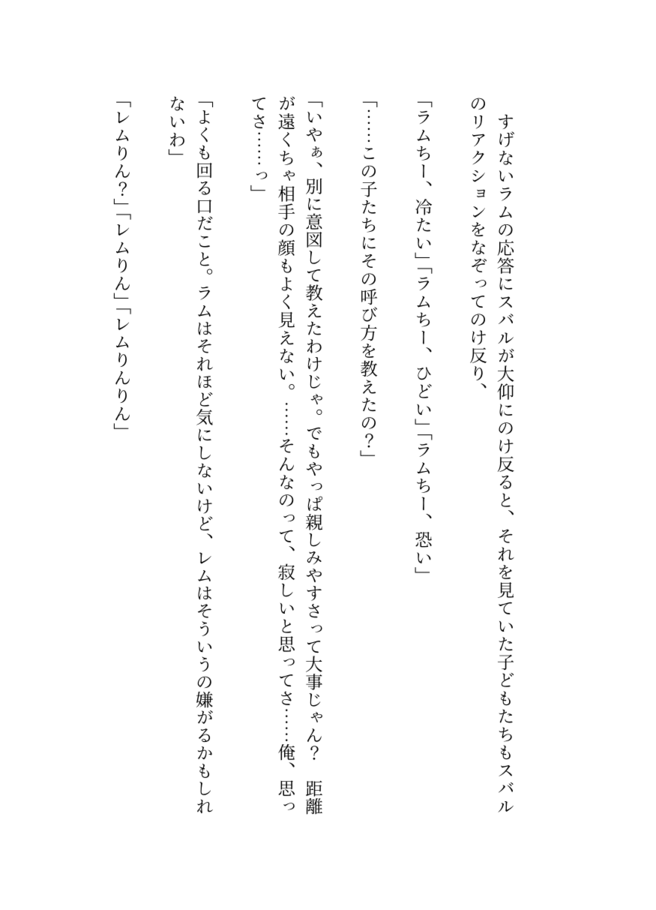 すげないラムの応答にスバルが大仰にのけ反ると、それを見ていた子どもたちもスバル
のリアクションをなぞってのけ反り、
「ラムちー、冷たい」「ラムちー、ひどい」「ラムちー、恐い」
「……この子たちにその呼び方を教えたの？」
「いやぁ、別に意図して教えたわけじゃ。でもやっぱ親しみやすさって大事じゃん？　距離
が遠くちゃ相手の顔もよく見えない。……そんなのって、寂しいと思ってさ……俺、思っ
てさ……っ」
「よくも回る口だこと。ラムはそれほど気にしないけど、レムはそういうの嫌がるかもしれ
ないわ」
「レムりん？」「レムりん」「レムりんりん」